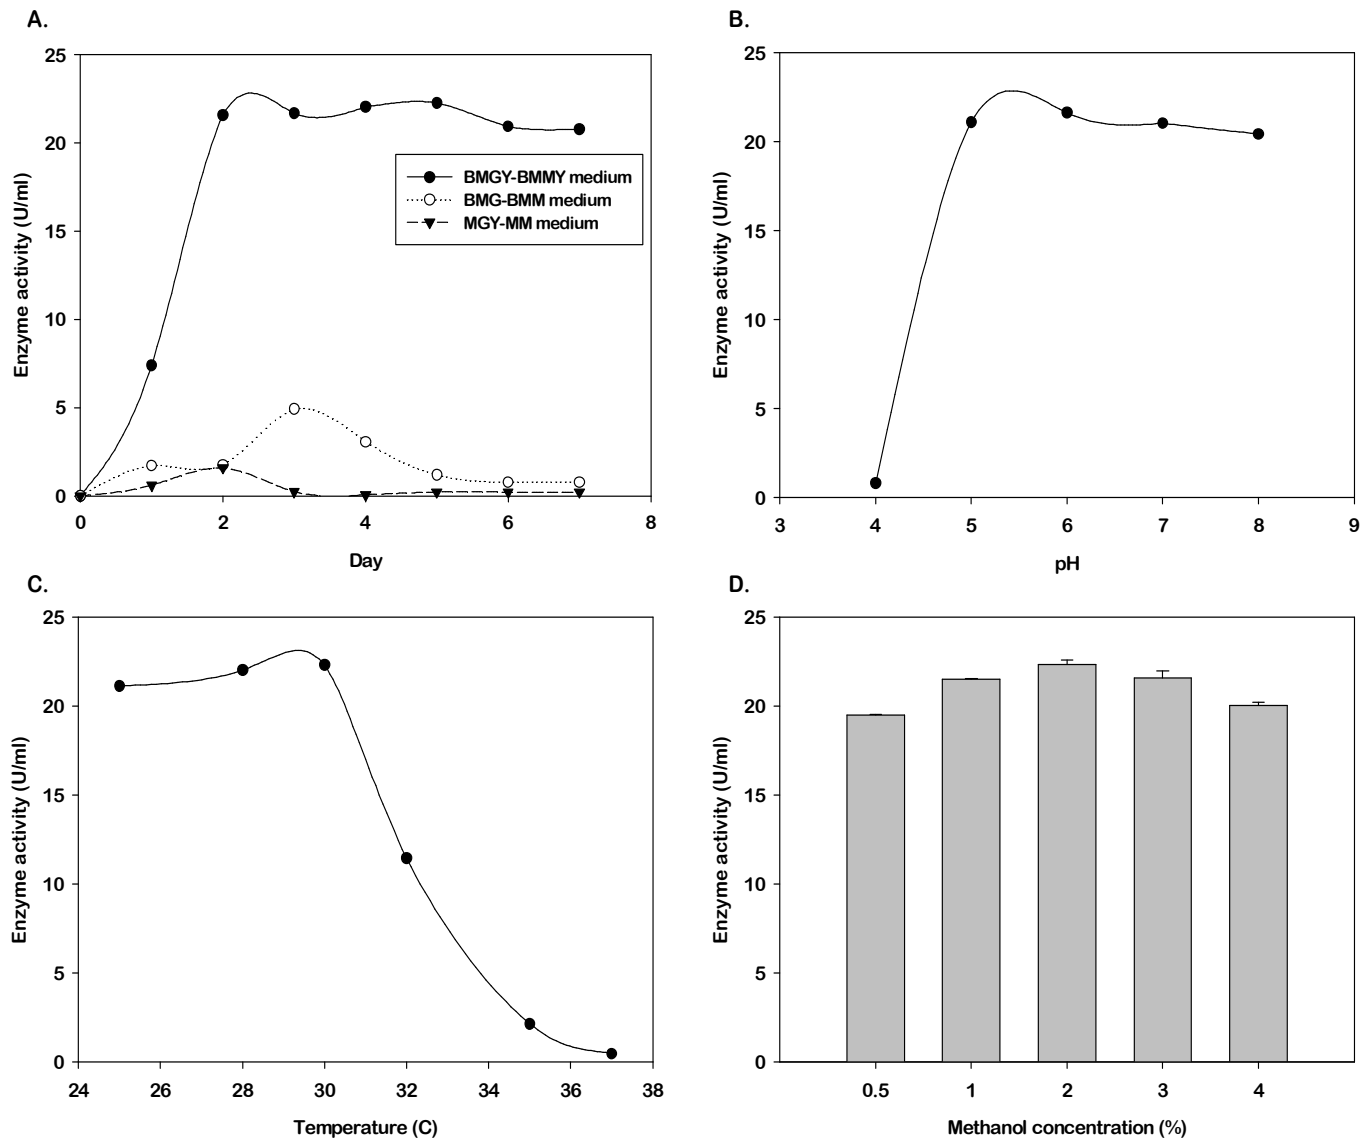 A.
25
20
15
10
5
0
Enzyme activity (U/ml)
BMGY-BMMY medium
BMG-BMM medium
MGY-MM medium
0 2 4 6 8
Day
B.
25
20
15
10
5
0
Enzyme activity (U/ml)
3 4 5 6 7 8 9
pH
C.
25
20
15
10
5
0
Enzyme activity (U/ml)
24 26 28 30 32 34 36 38
Temperature (C)
D.
25
20
15
10
5
0
Enzyme activity (U/ml)
0.5 1 2 3 4
Methanol concentration (%)